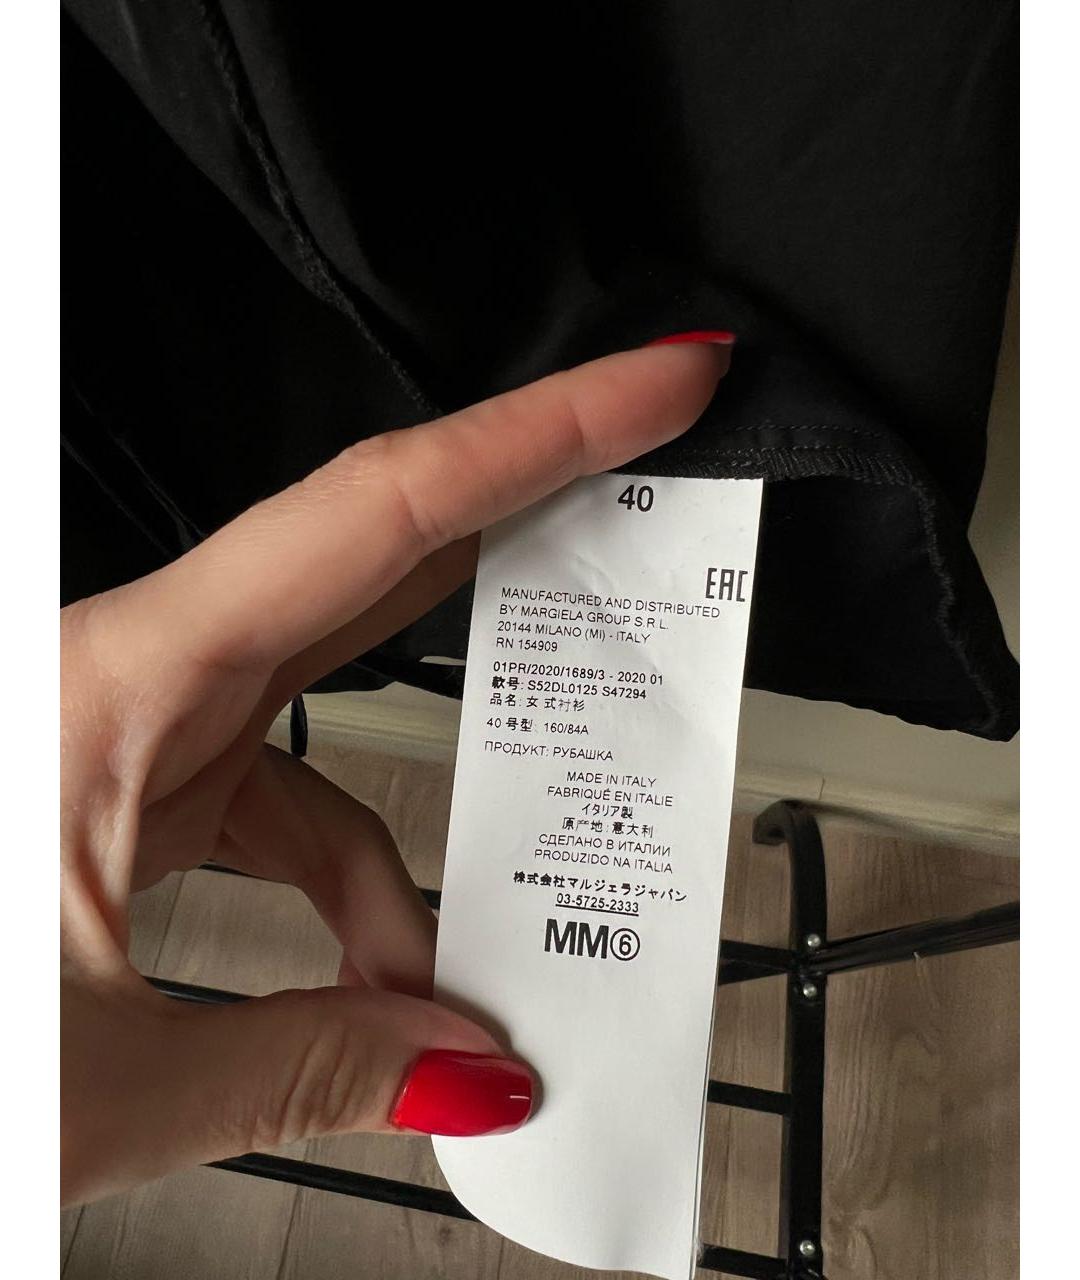 40
EAC
MANUFACTURED AND DISTRIBUTED
BY MARGIELA GROUP S.R.L.
20144 MILANO (MI) - ITALY
RN 154909
01PR/2020/1689/3 - 2020 01
款号: S52DL0125 S47294
品名: 女式衬衫
40 号型: 160/84A
ПРОДУКТ: РУБАШКА
MADE IN ITALY
FABRIQUÉ EN ITALIE
イタリア製
原产地: 意大利
СДЕЛАНО В ИТАЛИИ
PRODUZIDO NA ITALIA
株式会社マルジェラジャパン
03-5725-2333
MM⑥